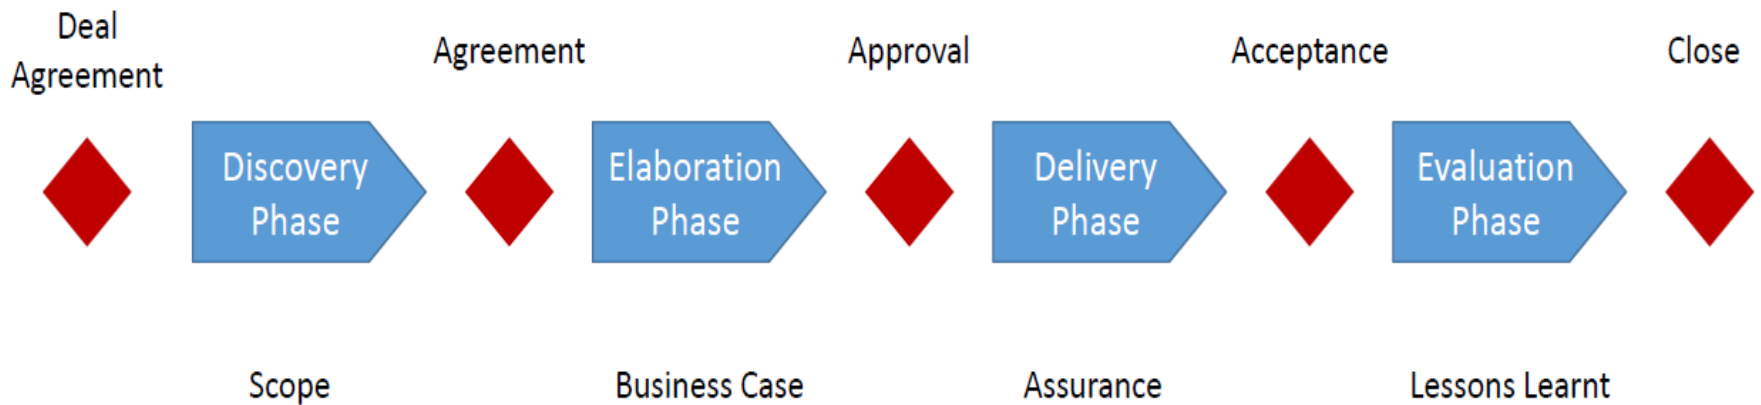 Deal
Agreement
Agreement
Approval
Acceptance
Close
Discovery
Phase
Elaboration
Phase
Delivery
Phase
Evaluation
Phase
Scope
Business Case
Assurance
Lessons Learnt